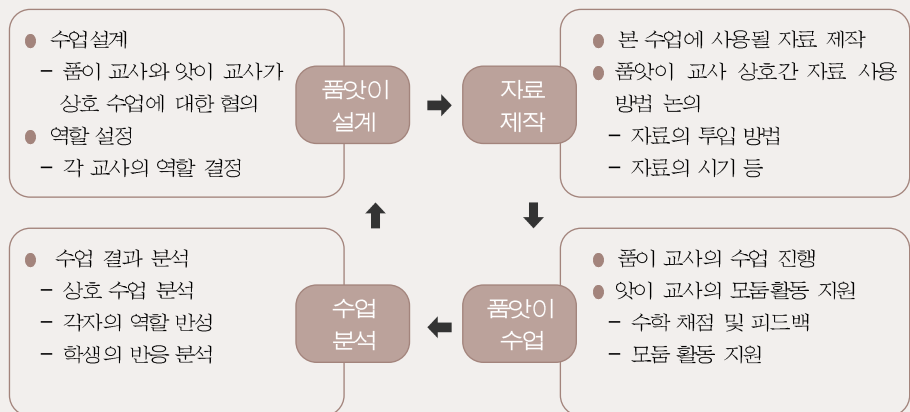 ● 수업설계
– 품이 교사와 앗이 교사가
상호 수업에 대한 협의
● 역할 설정
– 각 교사의 역할 결정
품앗이
설계
자료
제작
● 본 수업에 사용될 자료 제작
● 품앗이 교사 상호간 자료 사용
방법 논의
– 자료의 투입 방법
– 자료의 시기 등
● 수업 결과 분석
– 상호 수업 분석
– 각자의 역할 반성
– 학생의 반응 분석
수업
분석
품앗이
수업
● 품이 교사의 수업 진행
● 앗이 교사의 모둠활동 지원
– 수학 채점 및 피드백
– 모둠 활동 지원